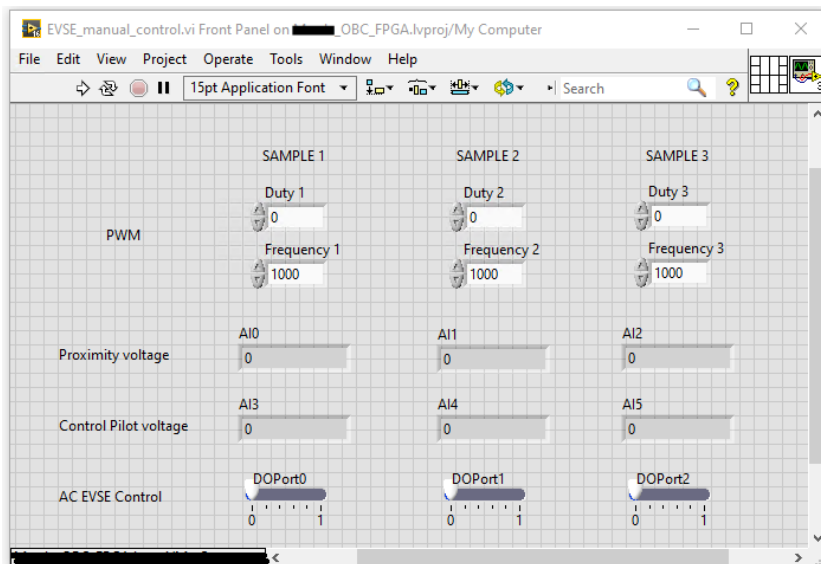 EVSE_manual_control.vi Front Panel on _OBC_FPGA.lvproj/My Computer
File Edit View Project Operate Tools Window Help
15pt Application Font Search
SAMPLE 1 SAMPLE 2 SAMPLE 3
Duty 1 Duty 2 Duty 3
0 0 0
PWM
Frequency 1 Frequency 2 Frequency 3
1000 1000 1000
AI0 AI1 AI2
Proximity voltage 0 0 0
AI3 AI4 AI5
Control Pilot voltage 0 0 0
DOPort0 DOPort1 DOPort2
AC EVSE Control
0 1 0 1 0 1